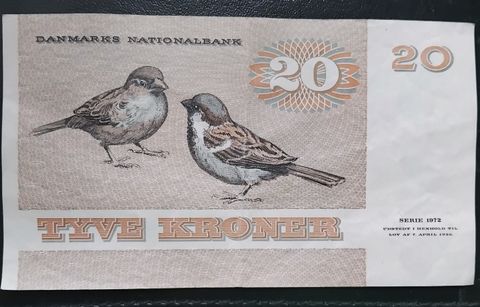 DANMARKS NATIONALBANK
20
20
TYVE KRONER
SERIE 1972
UDSTEDT I HENHOLD TIL
LOV AF 7. APRIL 1936.